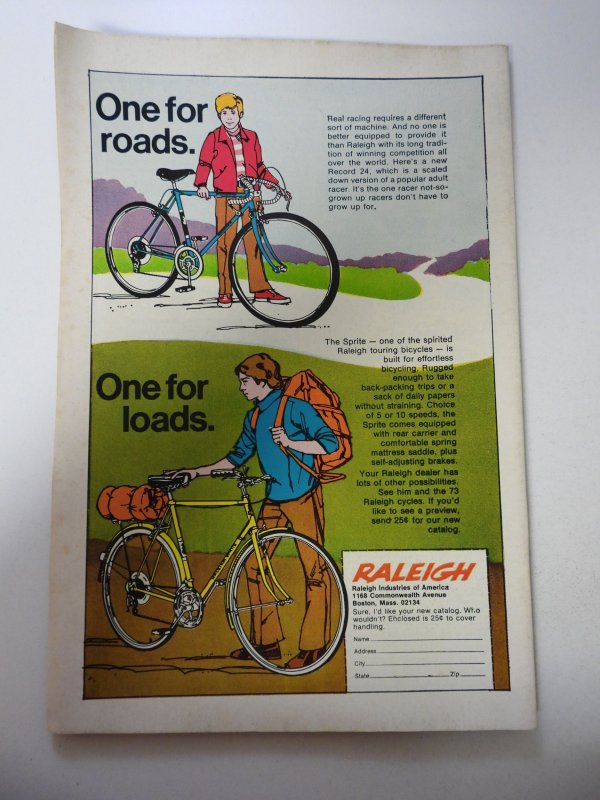 One for
roads.
Real racing requires a different
sort of machine. And no one is
better equipped to provide it
than Raleigh with its long tradi-
tion of winning competition all
over the world. Here's a new
Record 24, which is a scaled
down version of a popular adult
racer. It's the one racer not-so-
grown up racers don't have to
grow up for.
The Sprite — one of the spirited
Raleigh touring bicycles — is
built for effortless
bicycling. Rugged
enough to take
back-packing trips or a
sack of daily papers
without straining. Choice
of 5 or 10 speeds, the
Sprite comes equipped
with rear carrier and
comfortable spring
mattress saddle, plus
self-adjusting brakes.
Your Raleigh dealer has
lots of other possibilities.
See him and the 73
Raleigh cycles. If you'd
like to see a preview,
send 25¢ for our new
catalog.
One for
loads.
RALEIGH
Raleigh Industries of America
1168 Commonwealth Avenue
Boston, Mass. 02134
Sure, I'd like your new catalog. Who
wouldn't? Enclosed is 25¢ to cover
handling.
Name
Address
City
State Zip